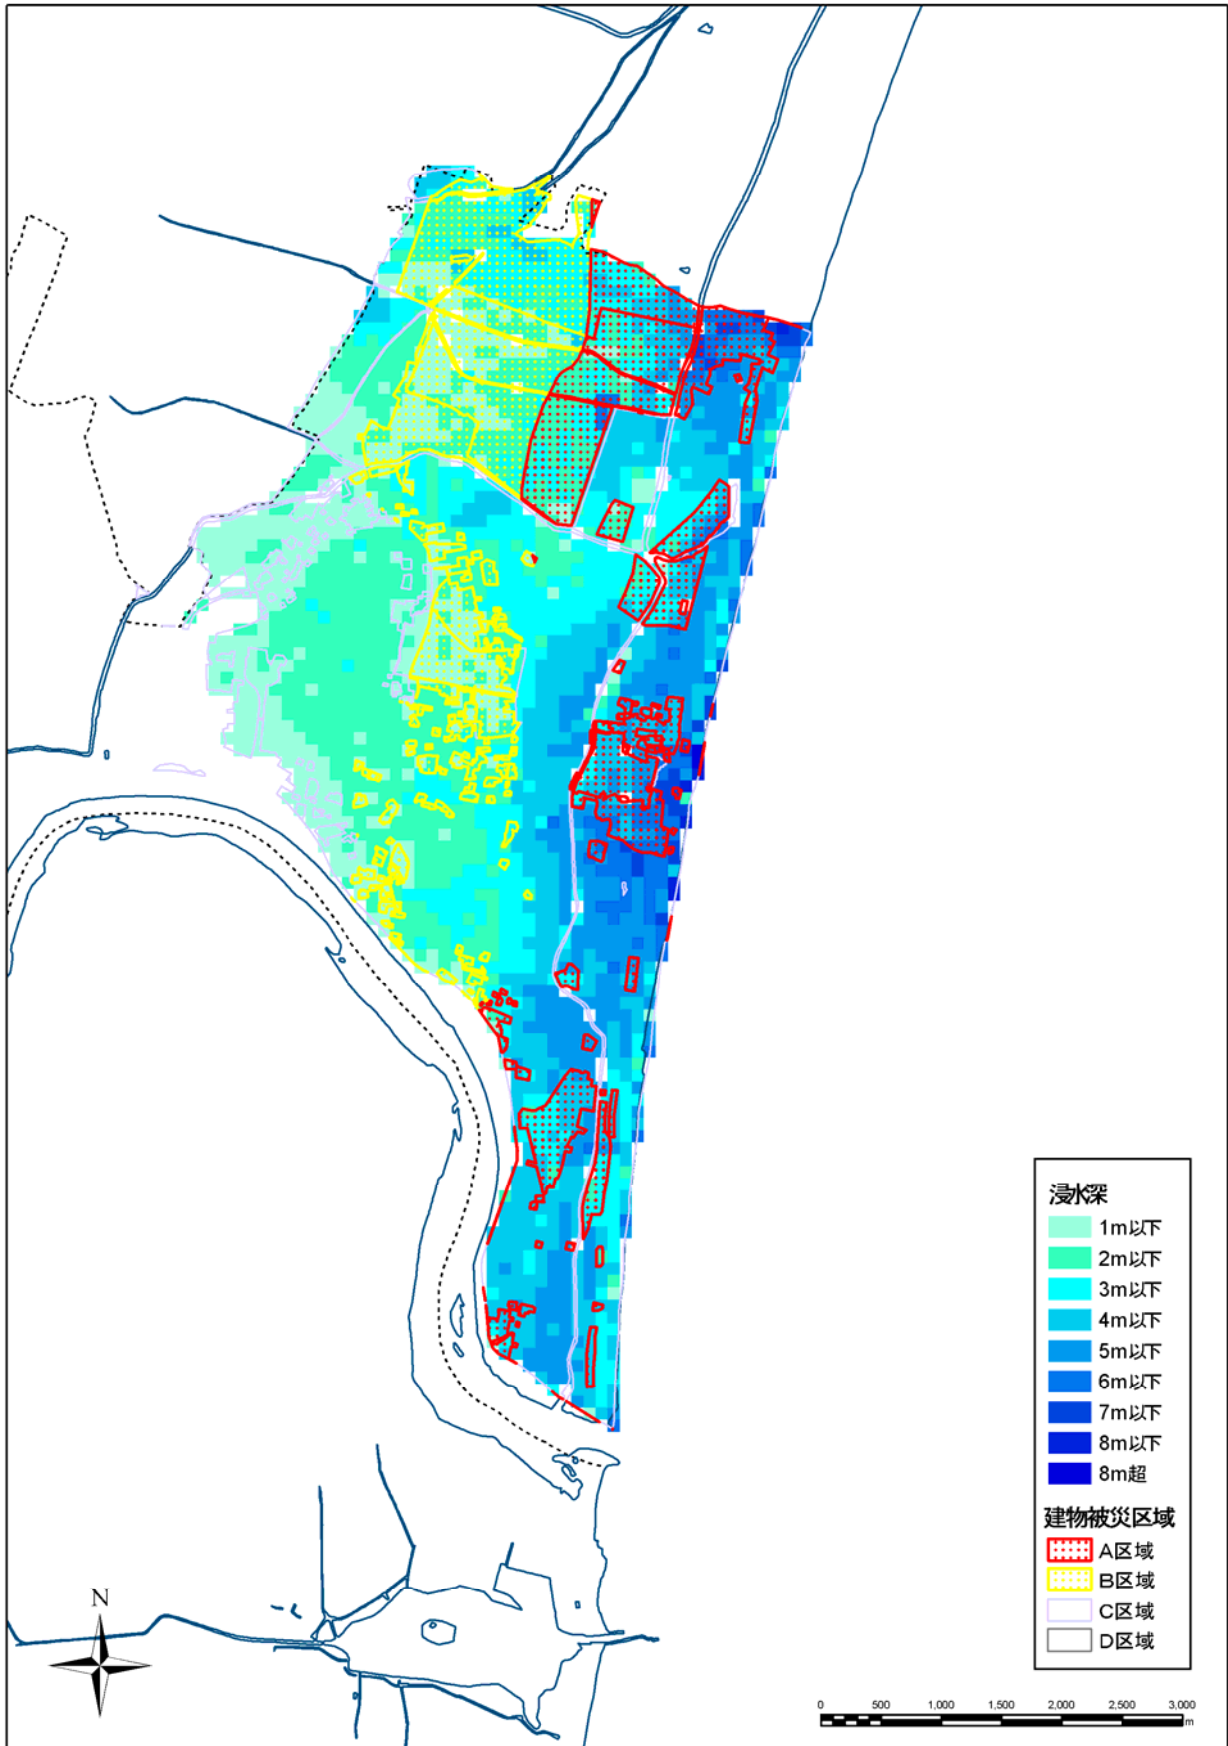 浸水深
1m以下
2m以下
3m以下
4m以下
5m以下
6m以下
7m以下
8m以下
8m超
建物被災区域
A区域
B区域
C区域
D区域
N
0 500 1,000 1,500 2,000 2,500 3,000
m